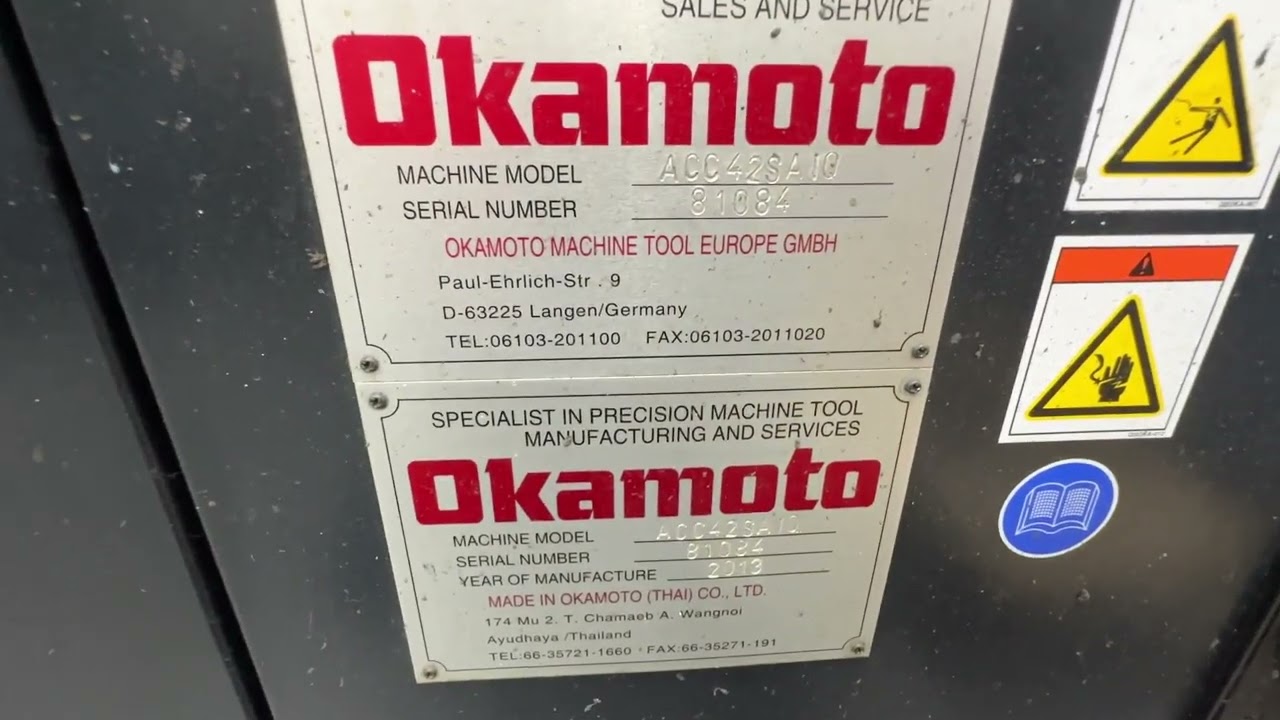 SALES AND SERVICE
Okamoto
MACHINE MODEL ACC42SAIQ
SERIAL NUMBER 81084
OKAMOTO MACHINE TOOL EUROPE GMBH
Paul-Ehrlich-Str . 9
D-63225 Langen/Germany
TEL:06103-201100 FAX:06103-2011020
SPECIALIST IN PRECISION MACHINE TOOL
MANUFACTURING AND SERVICES
Okamoto
MACHINE MODEL ACC42SAIQ
SERIAL NUMBER 81084
YEAR OF MANUFACTURE 2013
MADE IN OKAMOTO (THAI) CO., LTD.
174 Mu 2. T. Chamaeb A. Wangnoi
Ayudhaya /Thailand
TEL:66-35721-1660 FAX:66-35271-191